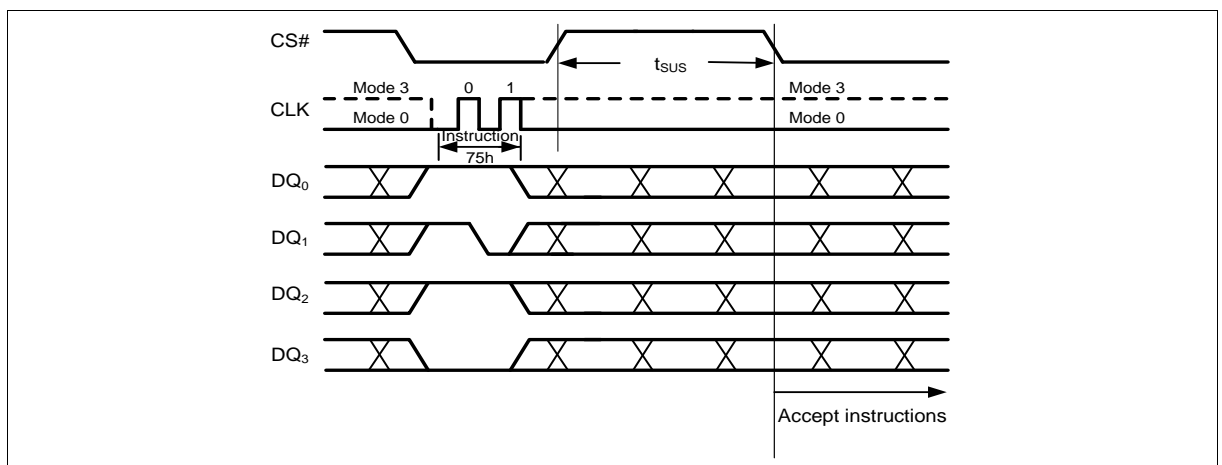 CS#
tSUS
Mode 3 0 1 Mode 3
CLK
Mode 0 Mode 0
Instruction
75h
DQ0
DQ1
DQ2
DQ3
Accept instructions